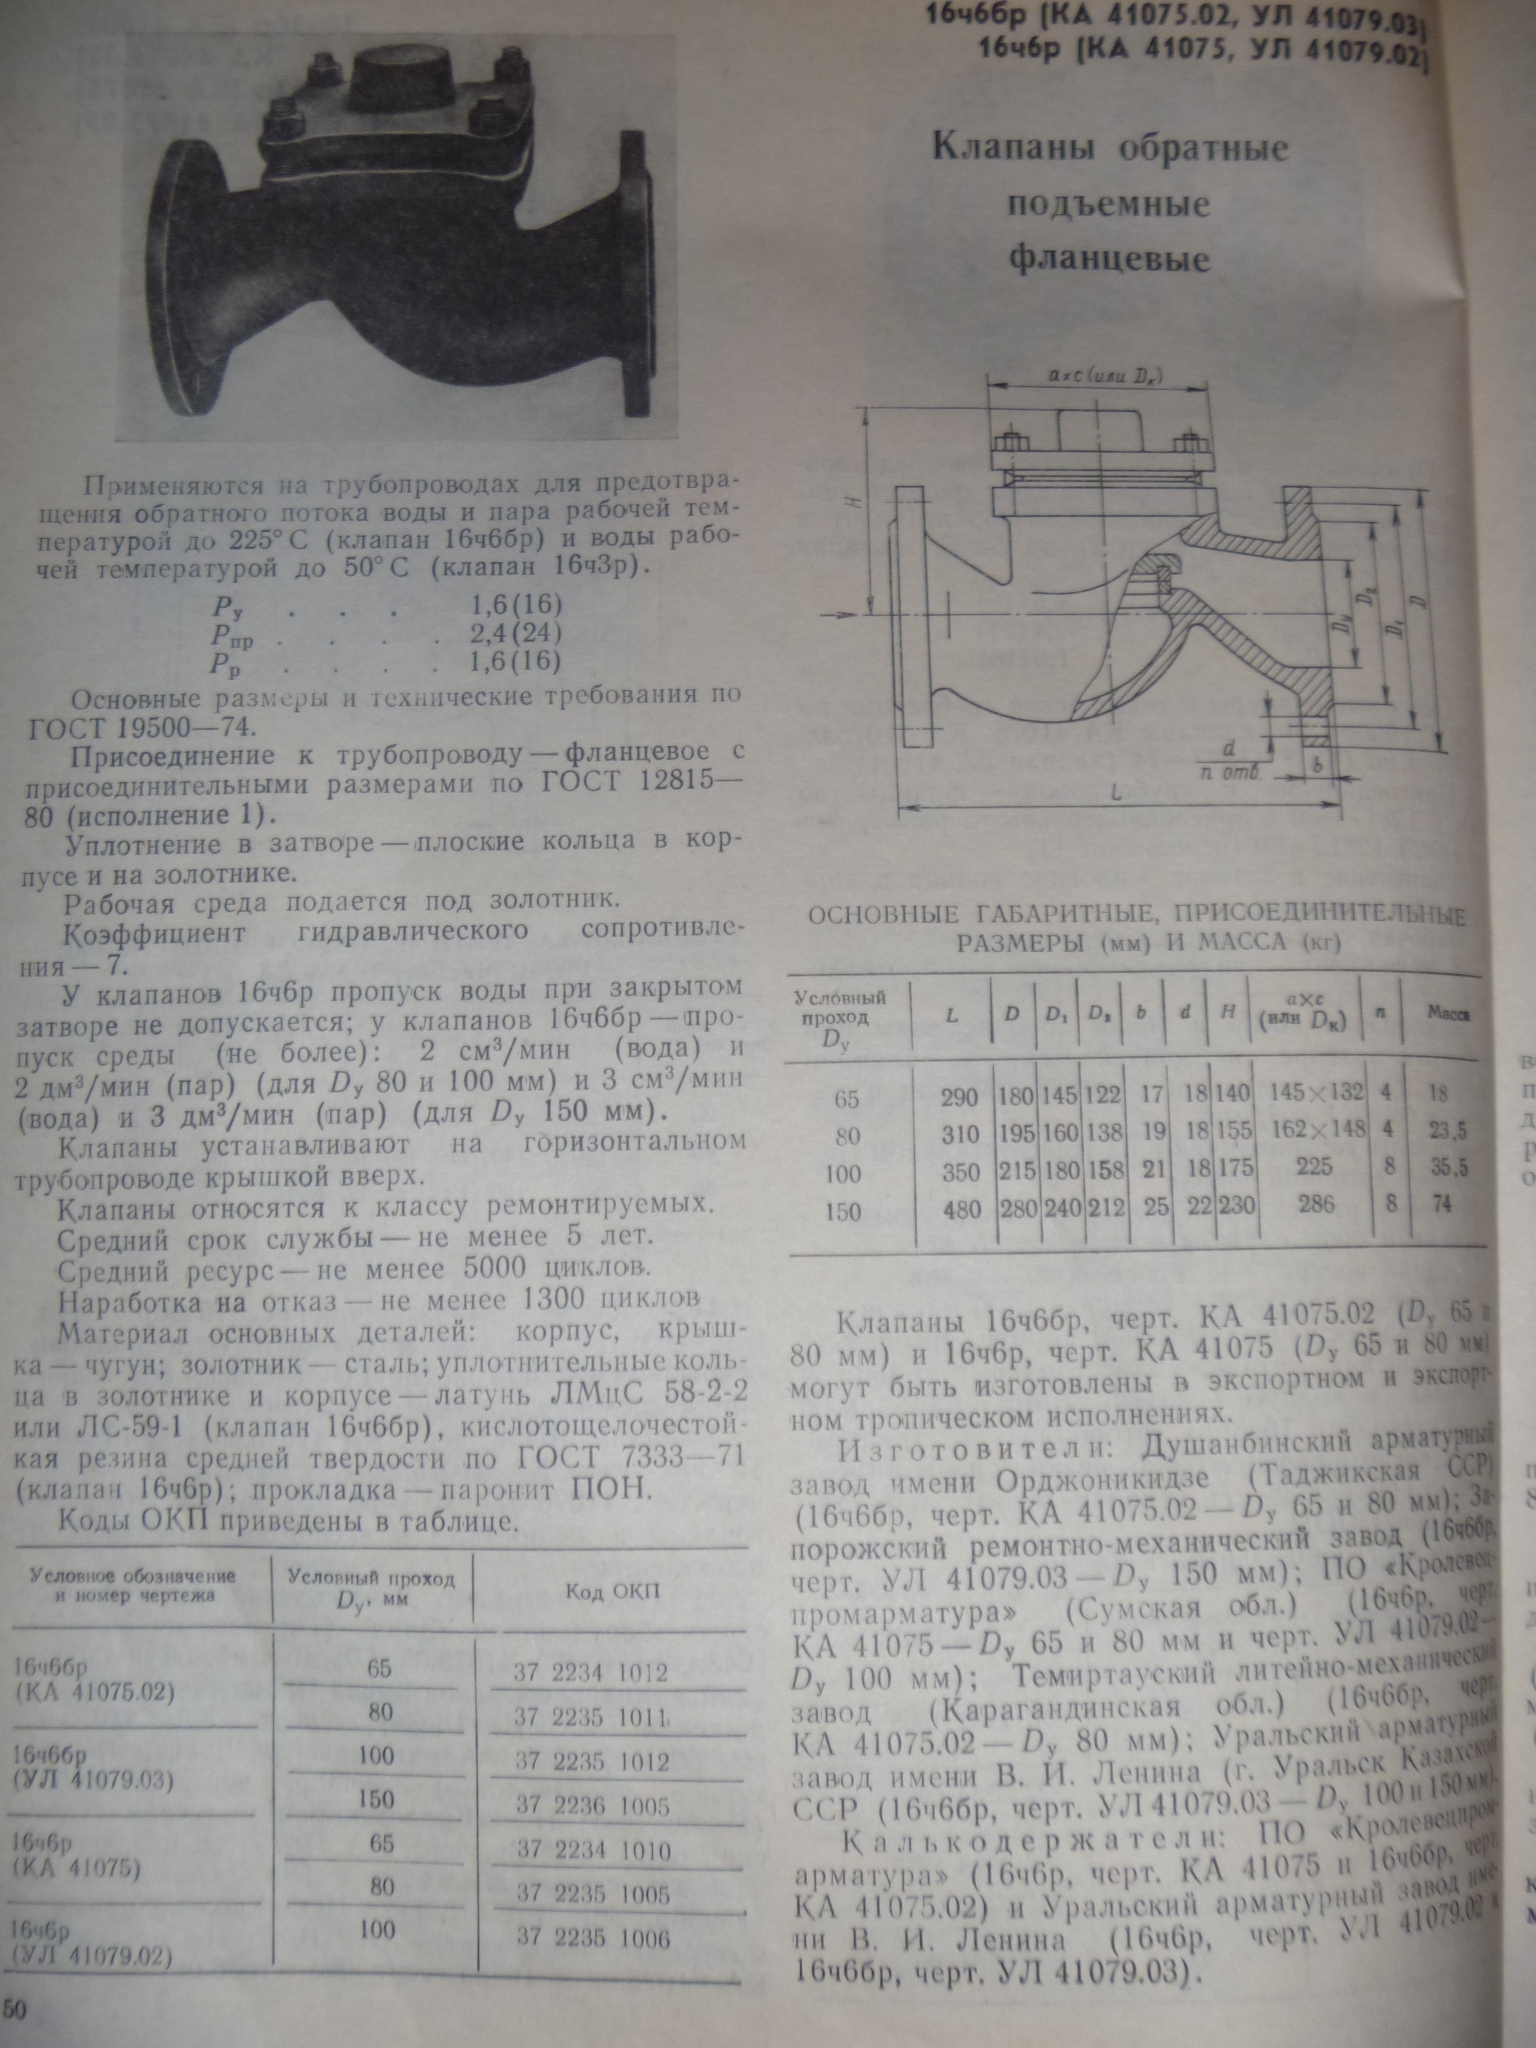 16ч6бр (КА 41075.02, УЛ 41079.03)
16ч6р (КА 41075, УЛ 41079.02)
Клапаны обратные
подъемные
фланцевые
Применяются на трубопроводах для предотвра-
щения обратного потока воды и пара рабочей тем-
пературой до 225° С (клапан 16ч6бр) и воды рабо-
чей температурой до 50° С (клапан 16ч3р).
Pу . . . 1,6(16)
Pпр . . . . 2,4(24)
Pр . . . . 1,6(16)
Основные размеры и технические требования по
ГОСТ 19500—74.
Присоединение к трубопроводу — фланцевое с
присоединительными размерами по ГОСТ 12815—
80 (исполнение 1).
Уплотнение в затворе — плоские кольца в кор-
пусе и на золотнике.
Рабочая среда подается под золотник.
Коэффициент гидравлического сопротивле-
ния — 7.
У клапанов 16ч6р пропуск воды при закрытом
затворе не допускается; у клапанов 16ч6бр — про-
пуск среды (не более): 2 см³/мин (вода) и
2 дм³/мин (пар) (для Dу 80 и 100 мм) и 3 см³/мин
(вода) и 3 дм³/мин (пар) (для Dу 150 мм).
Клапаны устанавливают на горизонтальном
трубопроводе крышкой вверх.
Клапаны относятся к классу ремонтируемых.
Средний срок службы — не менее 5 лет.
Средний ресурс — не менее 5000 циклов.
Наработка на отказ — не менее 1300 циклов
Материал основных деталей: корпус, крыш-
ка — чугун; золотник — сталь; уплотнительные коль-
ца в золотнике и корпусе — латунь ЛМцС 58-2-2
или ЛС-59-1 (клапан 16ч6бр), кислотощелочестой-
кая резина средней твердости по ГОСТ 7333—71
(клапан 16ч6р); прокладка — паронит ПОН.
Коды ОКП приведены в таблице.
Условное обозначение и номер чертежа | Условный проход Dу, мм | Код ОКП
16ч6бр (КА 41075.02) | 65 | 37 2234 1012
80 | 37 2235 1011
16ч6бр (УЛ 41079.03) | 100 | 37 2235 1012
150 | 37 2236 1005
16ч6р (КА 41075) | 65 | 37 2234 1010
80 | 37 2235 1005
16ч6р (УЛ 41079.02) | 100 | 37 2235 1006
50
a×c (или Dк)
H
Dу
D2
D1
D
d
n отв.
b
L
ОСНОВНЫЕ ГАБАРИТНЫЕ, ПРИСОЕДИНИТЕЛЬНЫЕ
РАЗМЕРЫ (мм) И МАССА (кг)
Условный проход Dу | L | D | D1 | D2 | b | d | H | a×c (или Dк) | n | Масса
65 | 290 | 180 | 145 | 122 | 17 | 18 | 140 | 145×132 | 4 | 18
80 | 310 | 195 | 160 | 138 | 19 | 18 | 155 | 162×148 | 4 | 23,5
100 | 350 | 215 | 180 | 158 | 21 | 18 | 175 | 225 | 8 | 35,5
150 | 480 | 280 | 240 | 212 | 25 | 22 | 230 | 286 | 8 | 74
Клапаны 16ч6бр, черт. КА 41075.02 (Dу 65 и
80 мм) и 16ч6р, черт. КА 41075 (Dу 65 и 80 мм)
могут быть изготовлены в экспортном и экспорт-
ном тропическом исполнениях.
Изготовители: Душанбинский арматурный
завод имени Орджоникидзе (Таджикская ССР)
(16ч6бр, черт. КА 41075.02 — Dу 65 и 80 мм); За-
порожский ремонтно-механический завод (16ч6бр,
черт. УЛ 41079.03 — Dу 150 мм); ПО «Кролевец-
промарматура» (Сумская обл.) (16ч6р, черт.
КА 41075 — Dу 65 и 80 мм и черт. УЛ 41079.02—
Dу 100 мм); Темиртауский литейно-механический
завод (Карагандинская обл.) (16ч6бр, черт.
КА 41075.02 — Dу 80 мм); Уральский арматурный
завод имени В. И. Ленина (г. Уральск Казахской
ССР (16ч6бр, черт. УЛ 41079.03 — Dу 100 и 150 мм).
Калькодержатели: ПО «Кролевецпром-
арматура» (16ч6р, черт. КА 41075 и 16ч6бр, черт.
КА 41075.02) и Уральский арматурный завод име-
ни В. И. Ленина (16ч6р, черт. УЛ 41079.02 и
16ч6бр, черт. УЛ 41079.03).